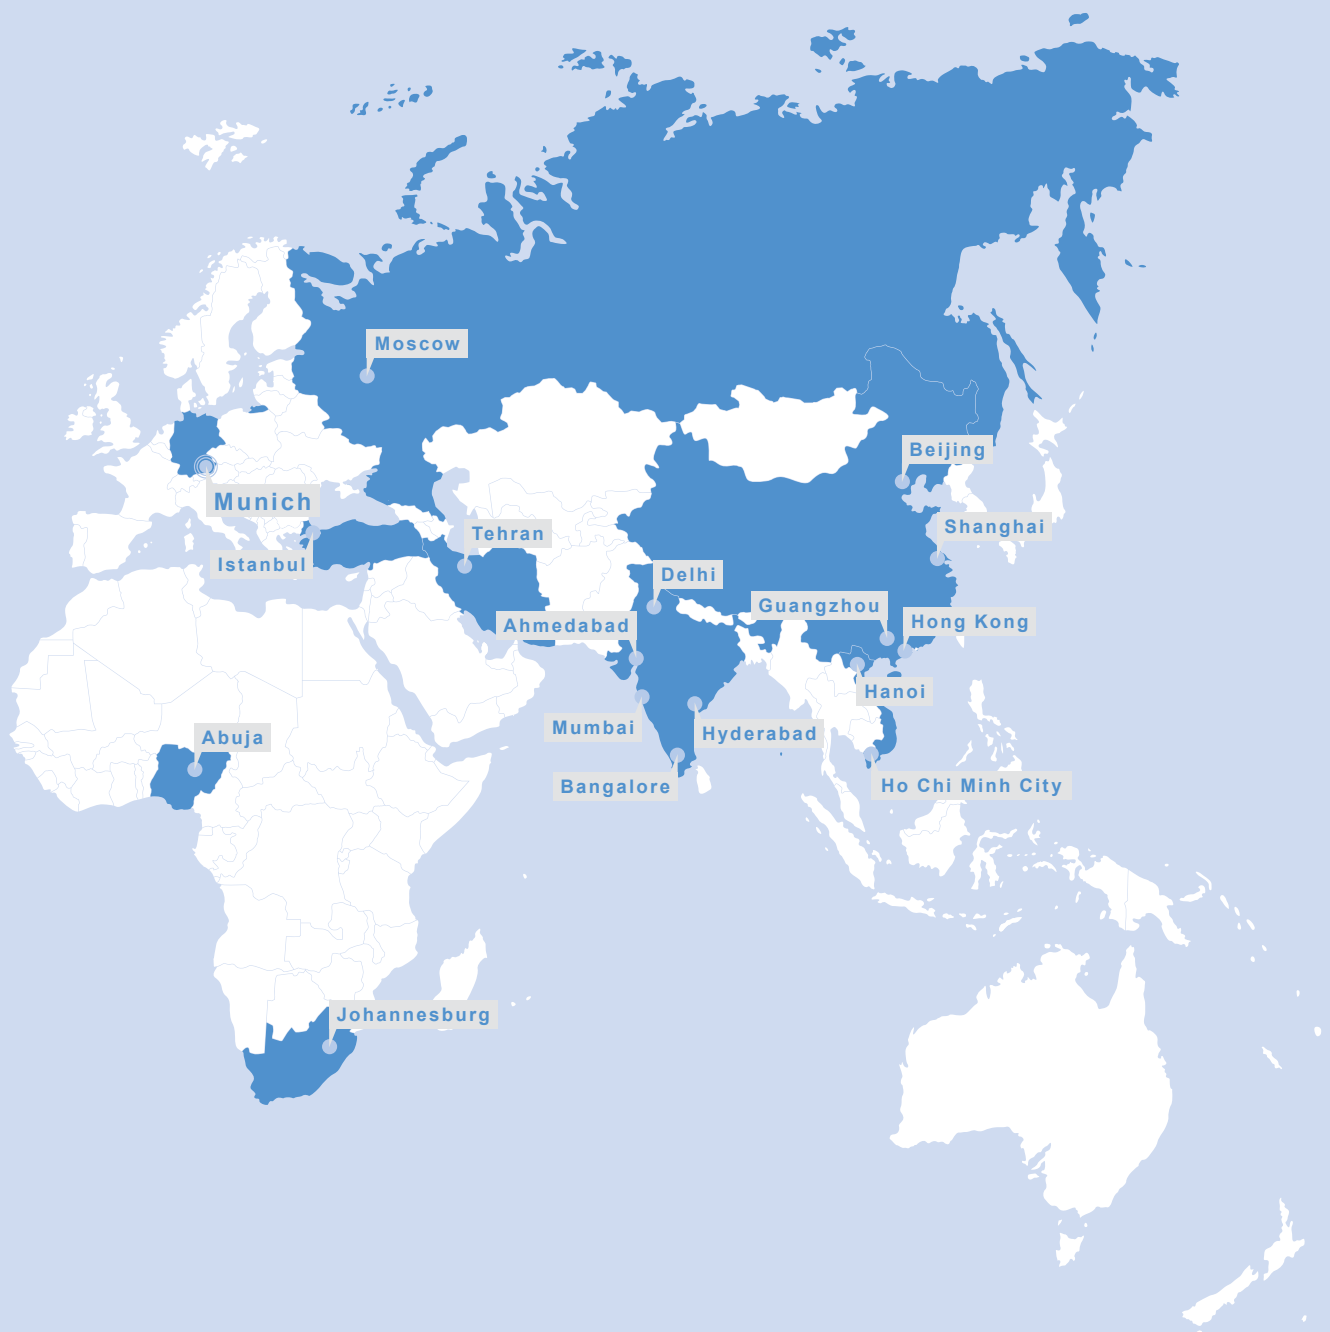 Moscow
Beijing
Munich
Shanghai
Tehran
Istanbul
Delhi
Guangzhou
Ahmedabad
Hong Kong
Hanoi
Mumbai
Hyderabad
Abuja
Bangalore
Ho Chi Minh City
Johannesburg